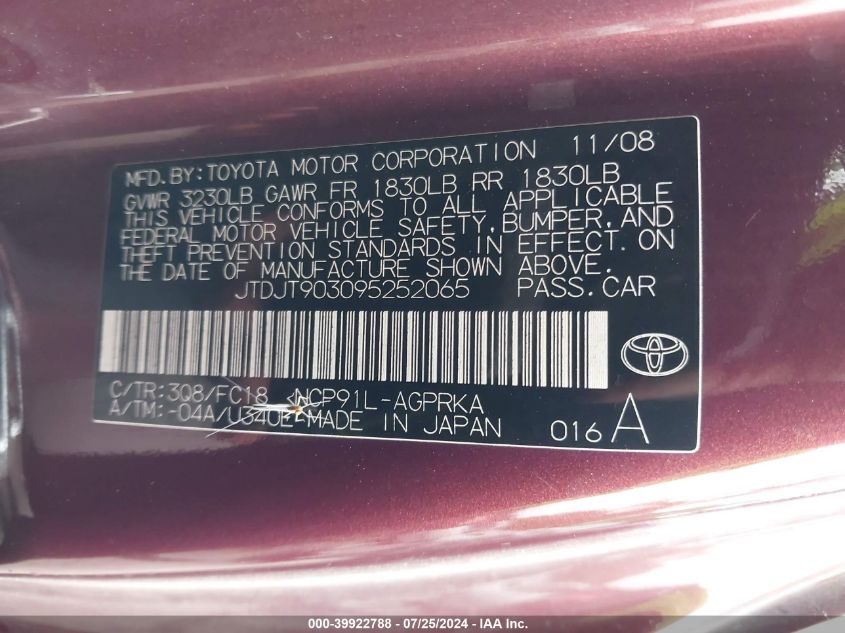 MFD.BY:TOYOTA MOTOR CORPORATION 11/08
GVWR 3230LB GAWR FR 1830LB RR 1830LB
THIS VEHICLE CONFORMS TO ALL APPLICABLE
FEDERAL MOTOR VEHICLE SAFETY,BUMPER,AND
THEFT PREVENTION STANDARDS IN EFFECT ON
THE DATE OF MANUFACTURE SHOWN ABOVE.
JTDJT903095252065 PASS.CAR
C/TR:3Q8/FC18 NCP91L-AGPRKA
A/TM:-04A/U340E MADE IN JAPAN 016A
000-39922788 - 07/25/2024 - IAA Inc.